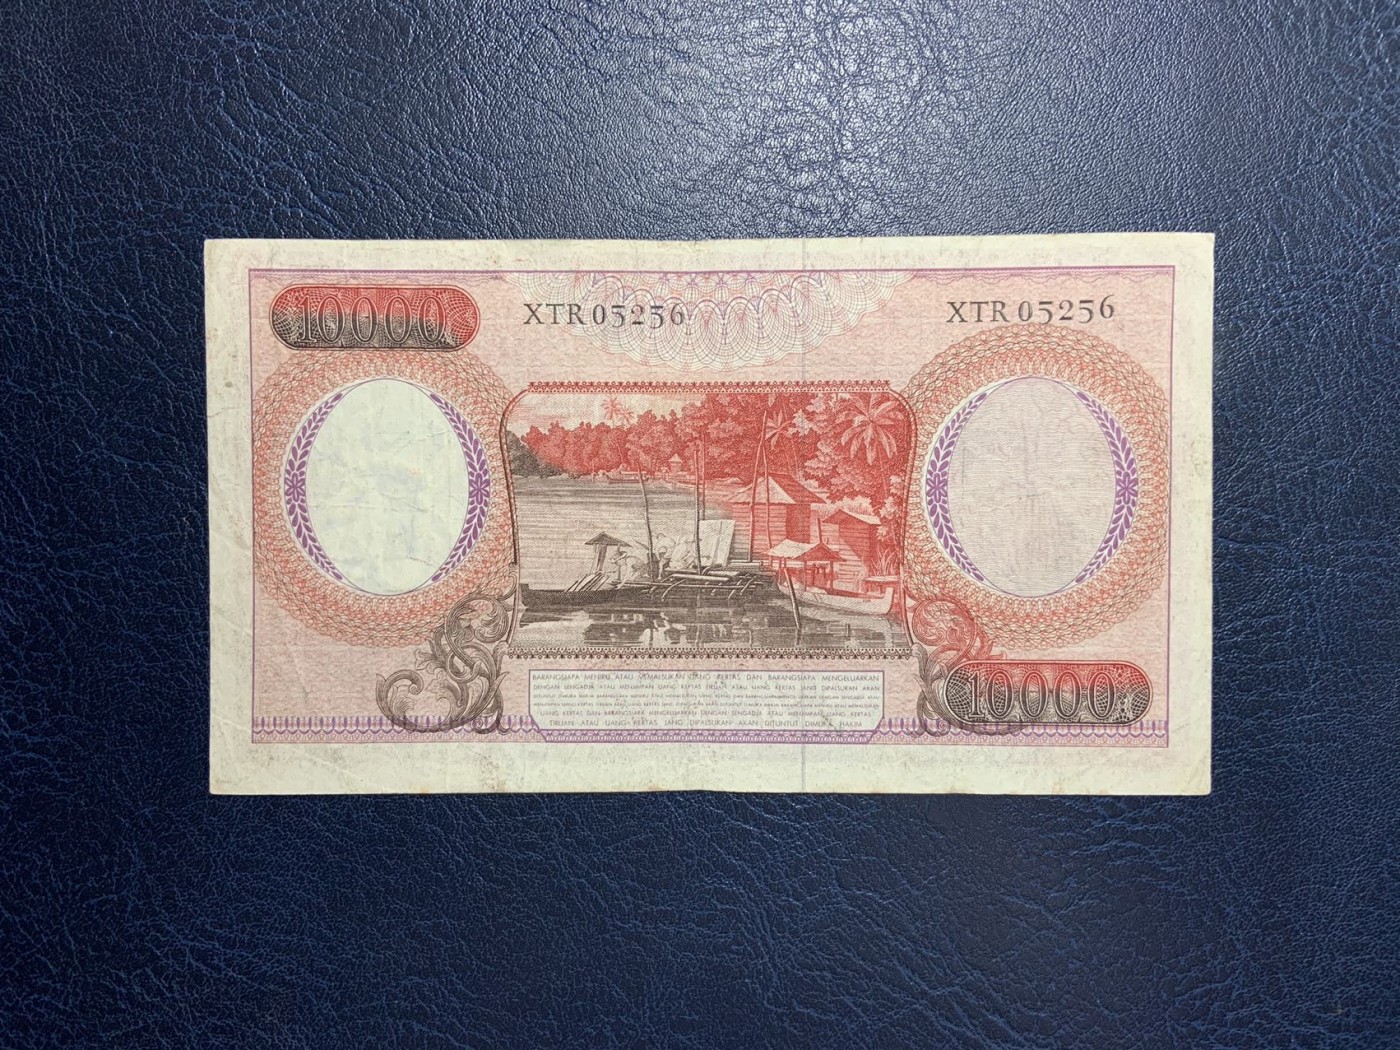 10000
XTR 05256
XTR 05256
BARANGSIAPA MENIRU ATAU MEMALSUKAN UANG KERTAS DAN BARANGSIAPA MENGELUARKAN
DENGAN SENGADJA ATAU MENJIMPAN UANG KERTAS TIRUAN ATAU UANG KERTAS JANG DIPALSUKAN AKAN
UANG KERTAS DAN BARANGSIAPA MENGELUARKAN DENGAN SENGADJA ATAU MENJIMPAN UANG KERTAS
TIRUAN ATAU UANG KERTAS JANG DIPALSUKAN AKAN DITUNTUT DIMUKA HAKIM
10000